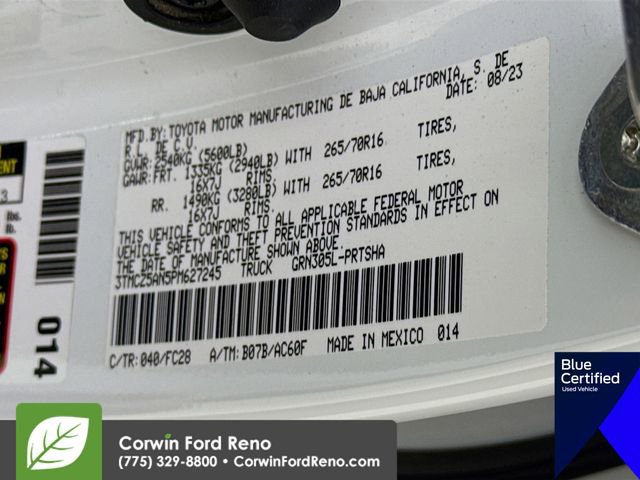 MFD.BY:TOYOTA MOTOR MANUFACTURING DE BAJA CALIFORNIA, S. DE
R L. DE C.V.
DATE: 08/23
GVWR: 2540KG (5600LB)
GAWR:FRT. 1335KG (2940LB) WITH 265/70R16 TIRES,
16X7J RIMS,
RR. 1490KG (3280LB) WITH 265/70R16 TIRES,
16X7J RIMS,
THIS VEHICLE CONFORMS TO ALL APPLICABLE FEDERAL MOTOR
VEHICLE SAFETY AND THEFT PREVENTION STANDARDS IN EFFECT ON
THE DATE OF MANUFACTURE SHOWN ABOVE.
3TMCZ5AN5PM627245 TRUCK GRN305L-PRTSHA
C/TR: 040/FC28 A/TM: B07B/AC60F MADE IN MEXICO 014
014
lbs.
lb.
Blue
Certified
Used Vehicle
Corwin Ford Reno
(775) 329-8800 • CorwinFordReno.com